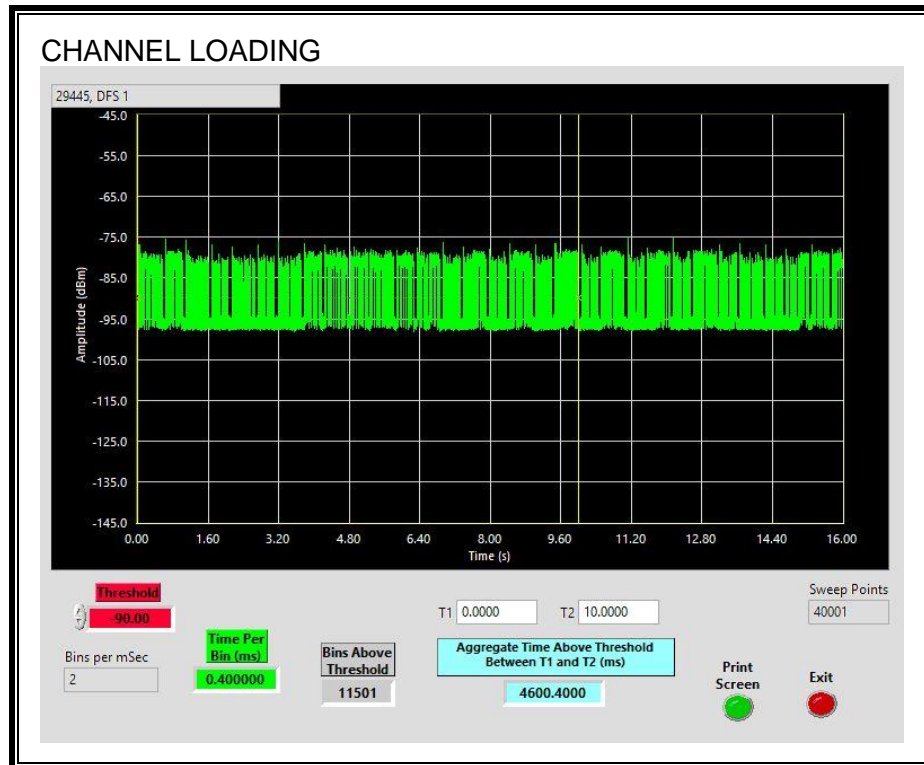 CHANNEL LOADING
29445, DFS 1
-45.0
-55.0
-65.0
-75.0
-85.0
-95.0
-105.0
-115.0
-125.0
-135.0
-145.0
Amplitude (dBm)
0.00 1.60 3.20 4.80 6.40 8.00 9.60 11.20 12.80 14.40 16.00
Time (s)
Threshold
-90.00
Bins per mSec
2
Time Per
Bin (ms)
0.400000
Bins Above
Threshold
11501
T1 0.0000 T2 10.0000
Aggregate Time Above Threshold
Between T1 and T2 (ms)
4600.4000
Sweep Points
40001
Print
Screen
Exit